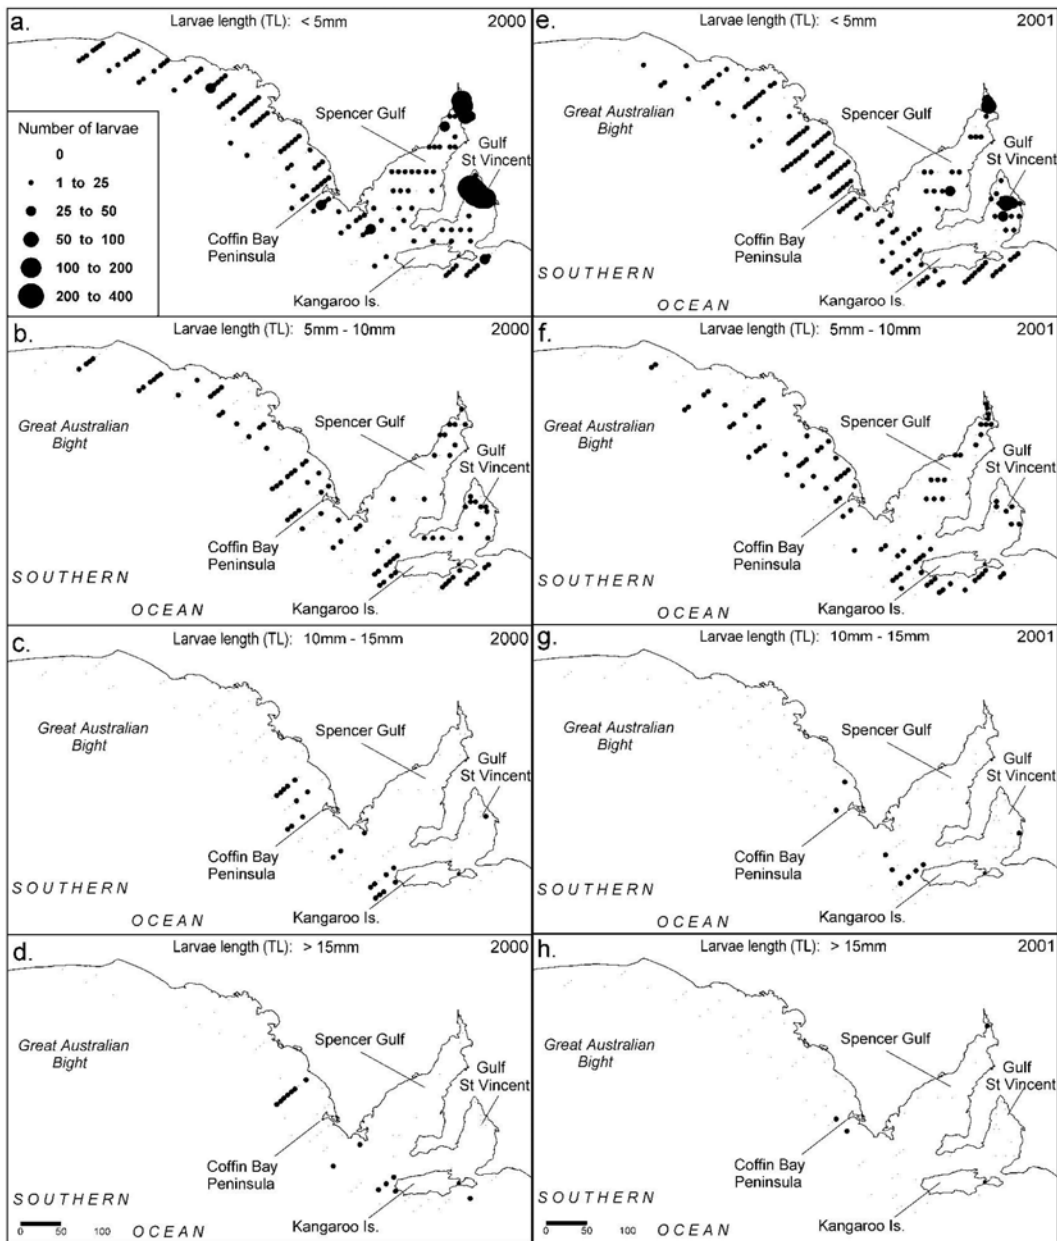 a.
Larvae length (TL): < 5mm
2000
Spencer Gulf
Gulf
St Vincent
Number of larvae
0
1 to 25
25 to 50
50 to 100
100 to 200
200 to 400
Coffin Bay
Peninsula
Kangaroo Is.
e.
Larvae length (TL): < 5mm
2001
Great Australian
Bight
Spencer Gulf
Gulf
St Vincent
Coffin Bay
Peninsula
SOUTHERN
OCEAN
Kangaroo Is.
b.
Larvae length (TL): 5mm - 10mm
2000
Great Australian
Bight
Spencer Gulf
Gulf
St Vincent
Coffin Bay
Peninsula
SOUTHERN
OCEAN
Kangaroo Is.
f.
Larvae length (TL): 5mm - 10mm
2001
Great Australian
Bight
Spencer Gulf
Gulf
St Vincent
Coffin Bay
Peninsula
SOUTHERN
OCEAN
Kangaroo Is.
c.
Larvae length (TL): 10mm - 15mm
2000
Great Australian
Bight
Spencer Gulf
Gulf
St Vincent
Coffin Bay
Peninsula
SOUTHERN
OCEAN
Kangaroo Is.
g.
Larvae length (TL): 10mm - 15mm
2001
Great Australian
Bight
Spencer Gulf
Gulf
St Vincent
Coffin Bay
Peninsula
SOUTHERN
OCEAN
Kangaroo Is.
d.
Larvae length (TL): > 15mm
2000
Great Australian
Bight
Spencer Gulf
Gulf
St Vincent
Coffin Bay
Peninsula
SOUTHERN
OCEAN
Kangaroo Is.
0 50 100
h.
Larvae length (TL): > 15mm
2001
Great Australian
Bight
Spencer Gulf
Gulf
St Vincent
Coffin Bay
Peninsula
SOUTHERN
OCEAN
Kangaroo Is.
0 50 100